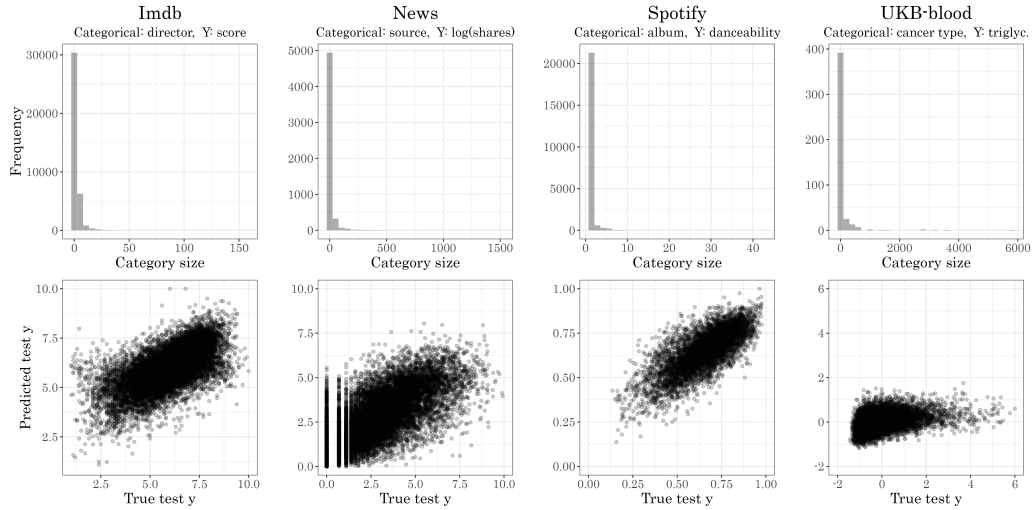 Imdb
Categorical: director, Y: score
News
Categorical: source, Y: log(shares)
Spotify
Categorical: album, Y: danceability
UKB-blood
Categorical: cancer type, Y: triglyc.
Frequency
30000
20000
10000
0
0 50 100 150
Category size
5000
4000
3000
2000
1000
0
0 500 1000 1500
Category size
20000
15000
10000
5000
0
0 10 20 30 40
Category size
400
300
200
100
0
0 2000 4000 6000
Category size
Predicted test y
10.0
7.5
5.0
2.5
2.5 5.0 7.5 10.0
True test y
10.0
7.5
5.0
2.5
0.0
0.0 2.5 5.0 7.5 10.0
True test y
1.00
0.75
0.50
0.25
0.00
0.00 0.25 0.50 0.75 1.00
True test y
6
4
2
0
-2
-2 0 2 4 6
True test y